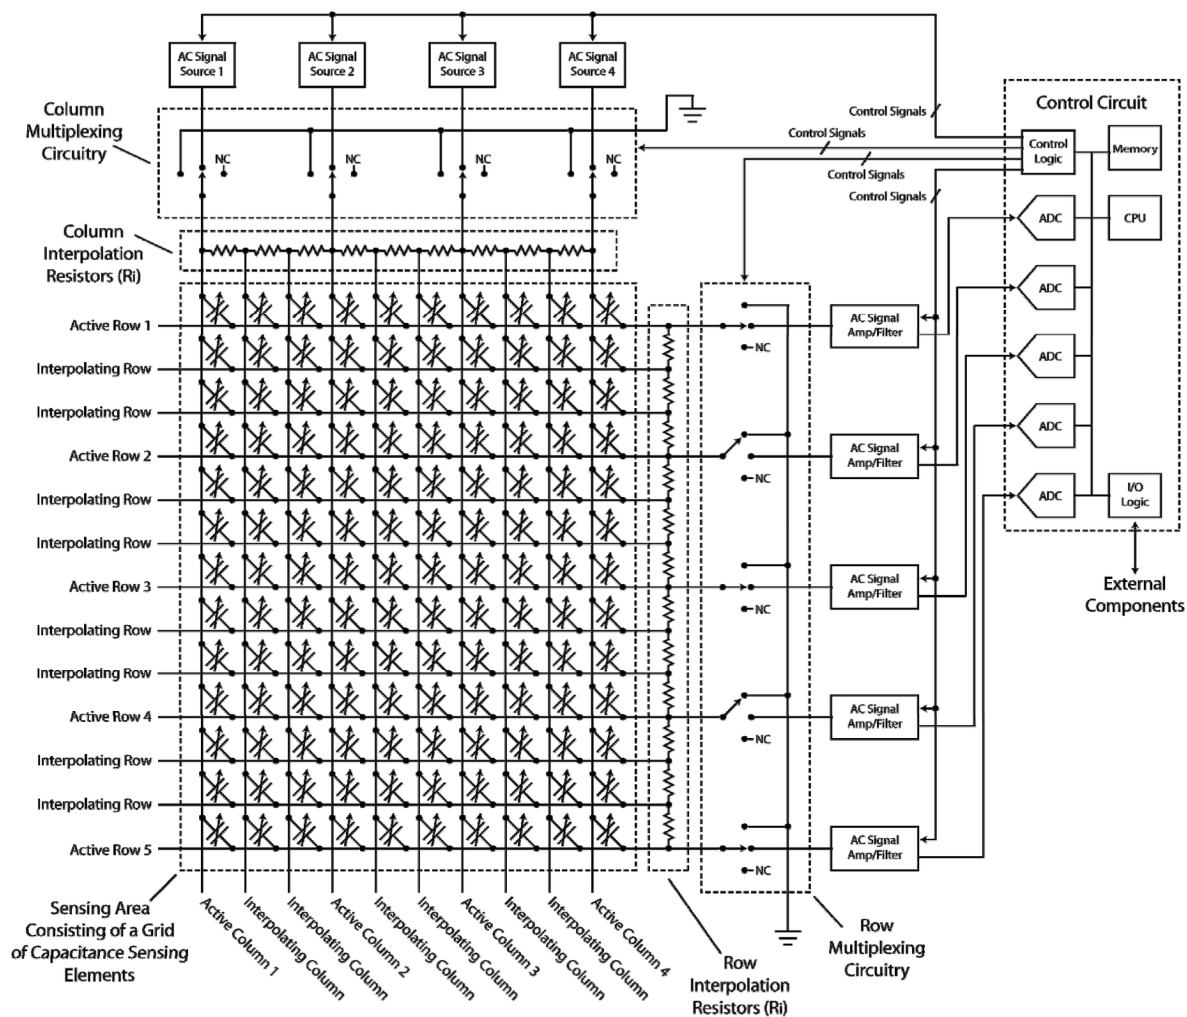 AC Signal
Source 1
AC Signal
Source 2
AC Signal
Source 3
AC Signal
Source 4
Column
Multiplexing
Circuitry
NC
NC
NC
NC
Control Signals
Control Signals
Control Signals
Control Signals
Control Circuit
Control
Logic
Memory
ADC
CPU
ADC
ADC
ADC
ADC
I/O
Logic
External
Components
Column
Interpolation
Resistors (Ri)
Active Row 1
Interpolating Row
Interpolating Row
Active Row 2
Interpolating Row
Interpolating Row
Active Row 3
Interpolating Row
Interpolating Row
Active Row 4
Interpolating Row
Interpolating Row
Active Row 5
NC
NC
NC
NC
NC
AC Signal
Amp/Filter
AC Signal
Amp/Filter
AC Signal
Amp/Filter
AC Signal
Amp/Filter
AC Signal
Amp/Filter
Sensing Area
Consisting of a Grid
of Capacitance Sensing
Elements
Active Column 1
Interpolating Column
Interpolating Column
Active Column 2
Interpolating Column
Interpolating Column
Active Column 3
Interpolating Column
Interpolating Column
Active Column 4
Row
Interpolation
Resistors (Ri)
Row
Multiplexing
Circuitry